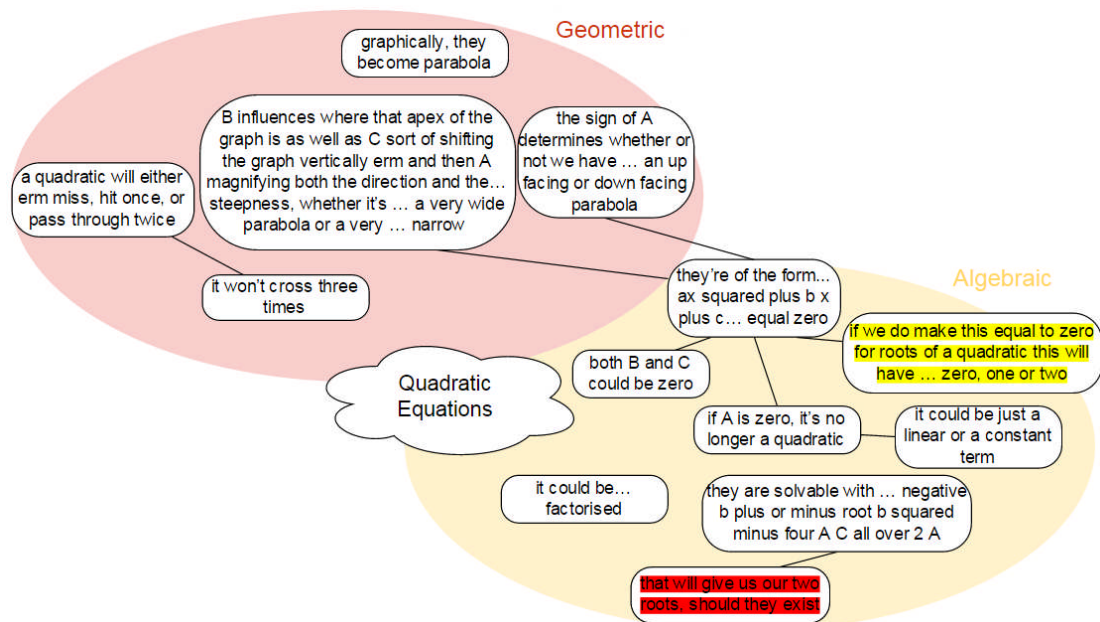 Geometric
graphically, they
become parabola
B influences where that apex of the
graph is as well as C sort of shifting
the graph vertically erm and then A
magnifying both the direction and the...
steepness, whether it's ... a very wide
parabola or a very ... narrow
the sign of A
determines whether or
not we have ... an up
facing or down facing
parabola
a quadratic will either
erm miss, hit once, or
pass through twice
it won't cross three
times
they're of the form...
ax squared plus b x
plus c... equal zero
Algebraic
if we do make this equal to zero
for roots of a quadratic this will
have ... zero, one or two
both B and C
could be zero
Quadratic
Equations
if A is zero, it's no
longer a quadratic
it could be just a
linear or a constant
term
it could be...
factorised
they are solvable with ... negative
b plus or minus root b squared
minus four A C all over 2 A
that will give us our two
roots, should they exist